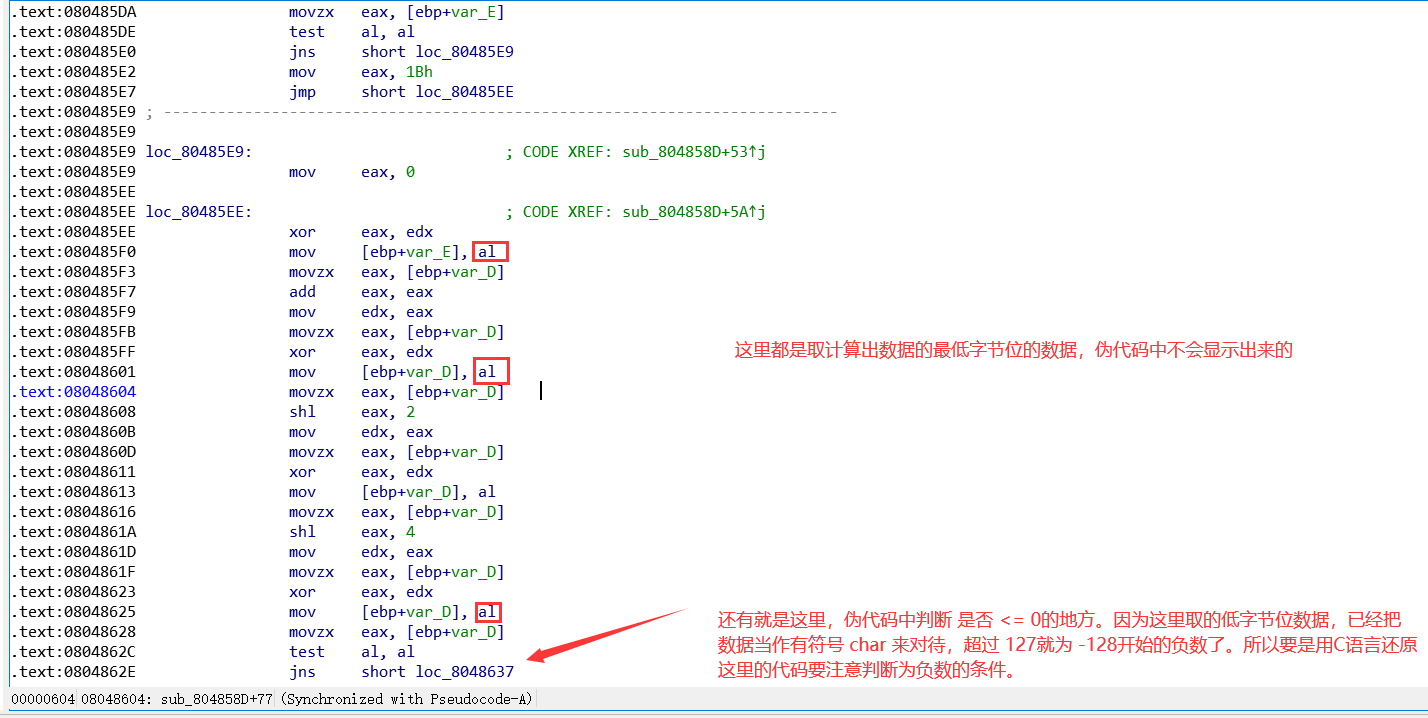 .text:080485DA movzx eax, [ebp+var_E]
.text:080485DE test al, al
.text:080485E0 jns short loc_80485E9
.text:080485E2 mov eax, 1Bh
.text:080485E7 jmp short loc_80485EE
.text:080485E9 ; ---------------------------------------------------------------------------
.text:080485E9
.text:080485E9 loc_80485E9: ; CODE XREF: sub_804858D+53↑j
.text:080485E9 mov eax, 0
.text:080485EE
.text:080485EE loc_80485EE: ; CODE XREF: sub_804858D+5A↑j
.text:080485EE xor eax, edx
.text:080485F0 mov [ebp+var_E], al
.text:080485F3 movzx eax, [ebp+var_D]
.text:080485F7 add eax, eax
.text:080485F9 mov edx, eax
.text:080485FB movzx eax, [ebp+var_D]
.text:080485FF xor eax, edx
这里都是取计算出数据的最低字节位的数据，伪代码中不会显示出来的
.text:08048601 mov [ebp+var_D], al
.text:08048604 movzx eax, [ebp+var_D]
.text:08048608 shl eax, 2
.text:0804860B mov edx, eax
.text:0804860D movzx eax, [ebp+var_D]
.text:08048611 xor eax, edx
.text:08048613 mov [ebp+var_D], al
.text:08048616 movzx eax, [ebp+var_D]
.text:0804861A shl eax, 4
.text:0804861D mov edx, eax
.text:0804861F movzx eax, [ebp+var_D]
.text:08048623 xor eax, edx
.text:08048625 mov [ebp+var_D], al
.text:08048628 movzx eax, [ebp+var_D]
.text:0804862C test al, al
.text:0804862E jns short loc_8048637
还有就是这里，伪代码中判断 是否 <= 0的地方。因为这里取的低字节位数据，已经把
数据当作有符号 char 来对待，超过 127就为 -128开始的负数了。所以要是用C语言还原
这里的代码要注意判断为负数的条件。
00000604 08048604: sub_804858D+77 (Synchronized with Pseudocode-A)